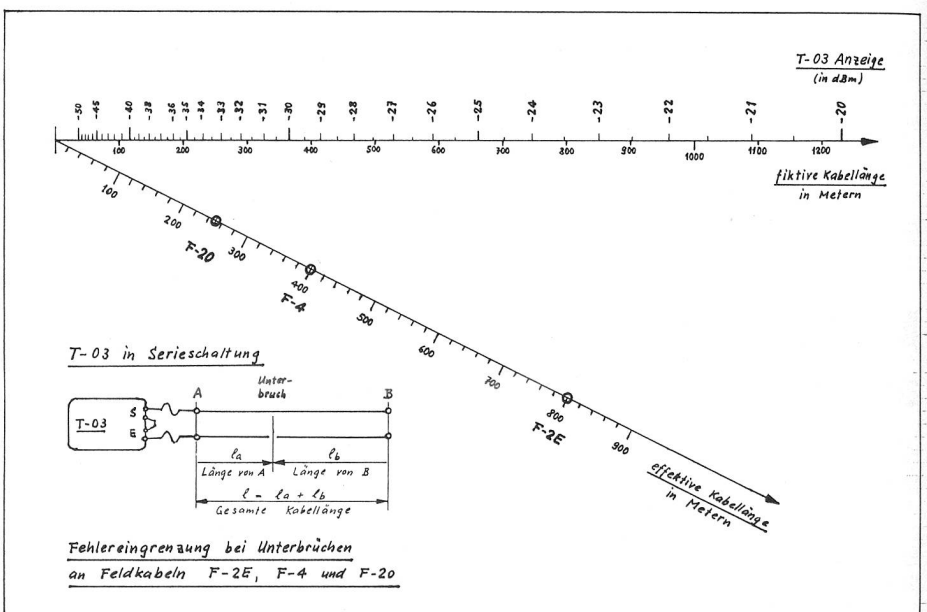 T-03 Anzeige
(in dBm)
-50 -45 -40 -38 -36 -35 -34 -33 -32 +31 -30 -29 -28 -27 -26 -25 -24 -23 -22 -21 -20
100 200 300 400 500 600 700 800 900 1000 1100 1200
fiktive Kabellänge
in Metern
100 200 300 400 500 600 700 800 900
F-20
F-4
F-2E
effektive Kabellänge
in Metern
T-03 in Serieschaltung
A Unter- B
bruch
S
T-03
E
la lb
Länge von A Länge von B
l = la + lb
Gesamte Kabellänge
Fehlereingrenzung bei Unterbrüchen
an Feldkabeln F-2E, F-4 und F-20